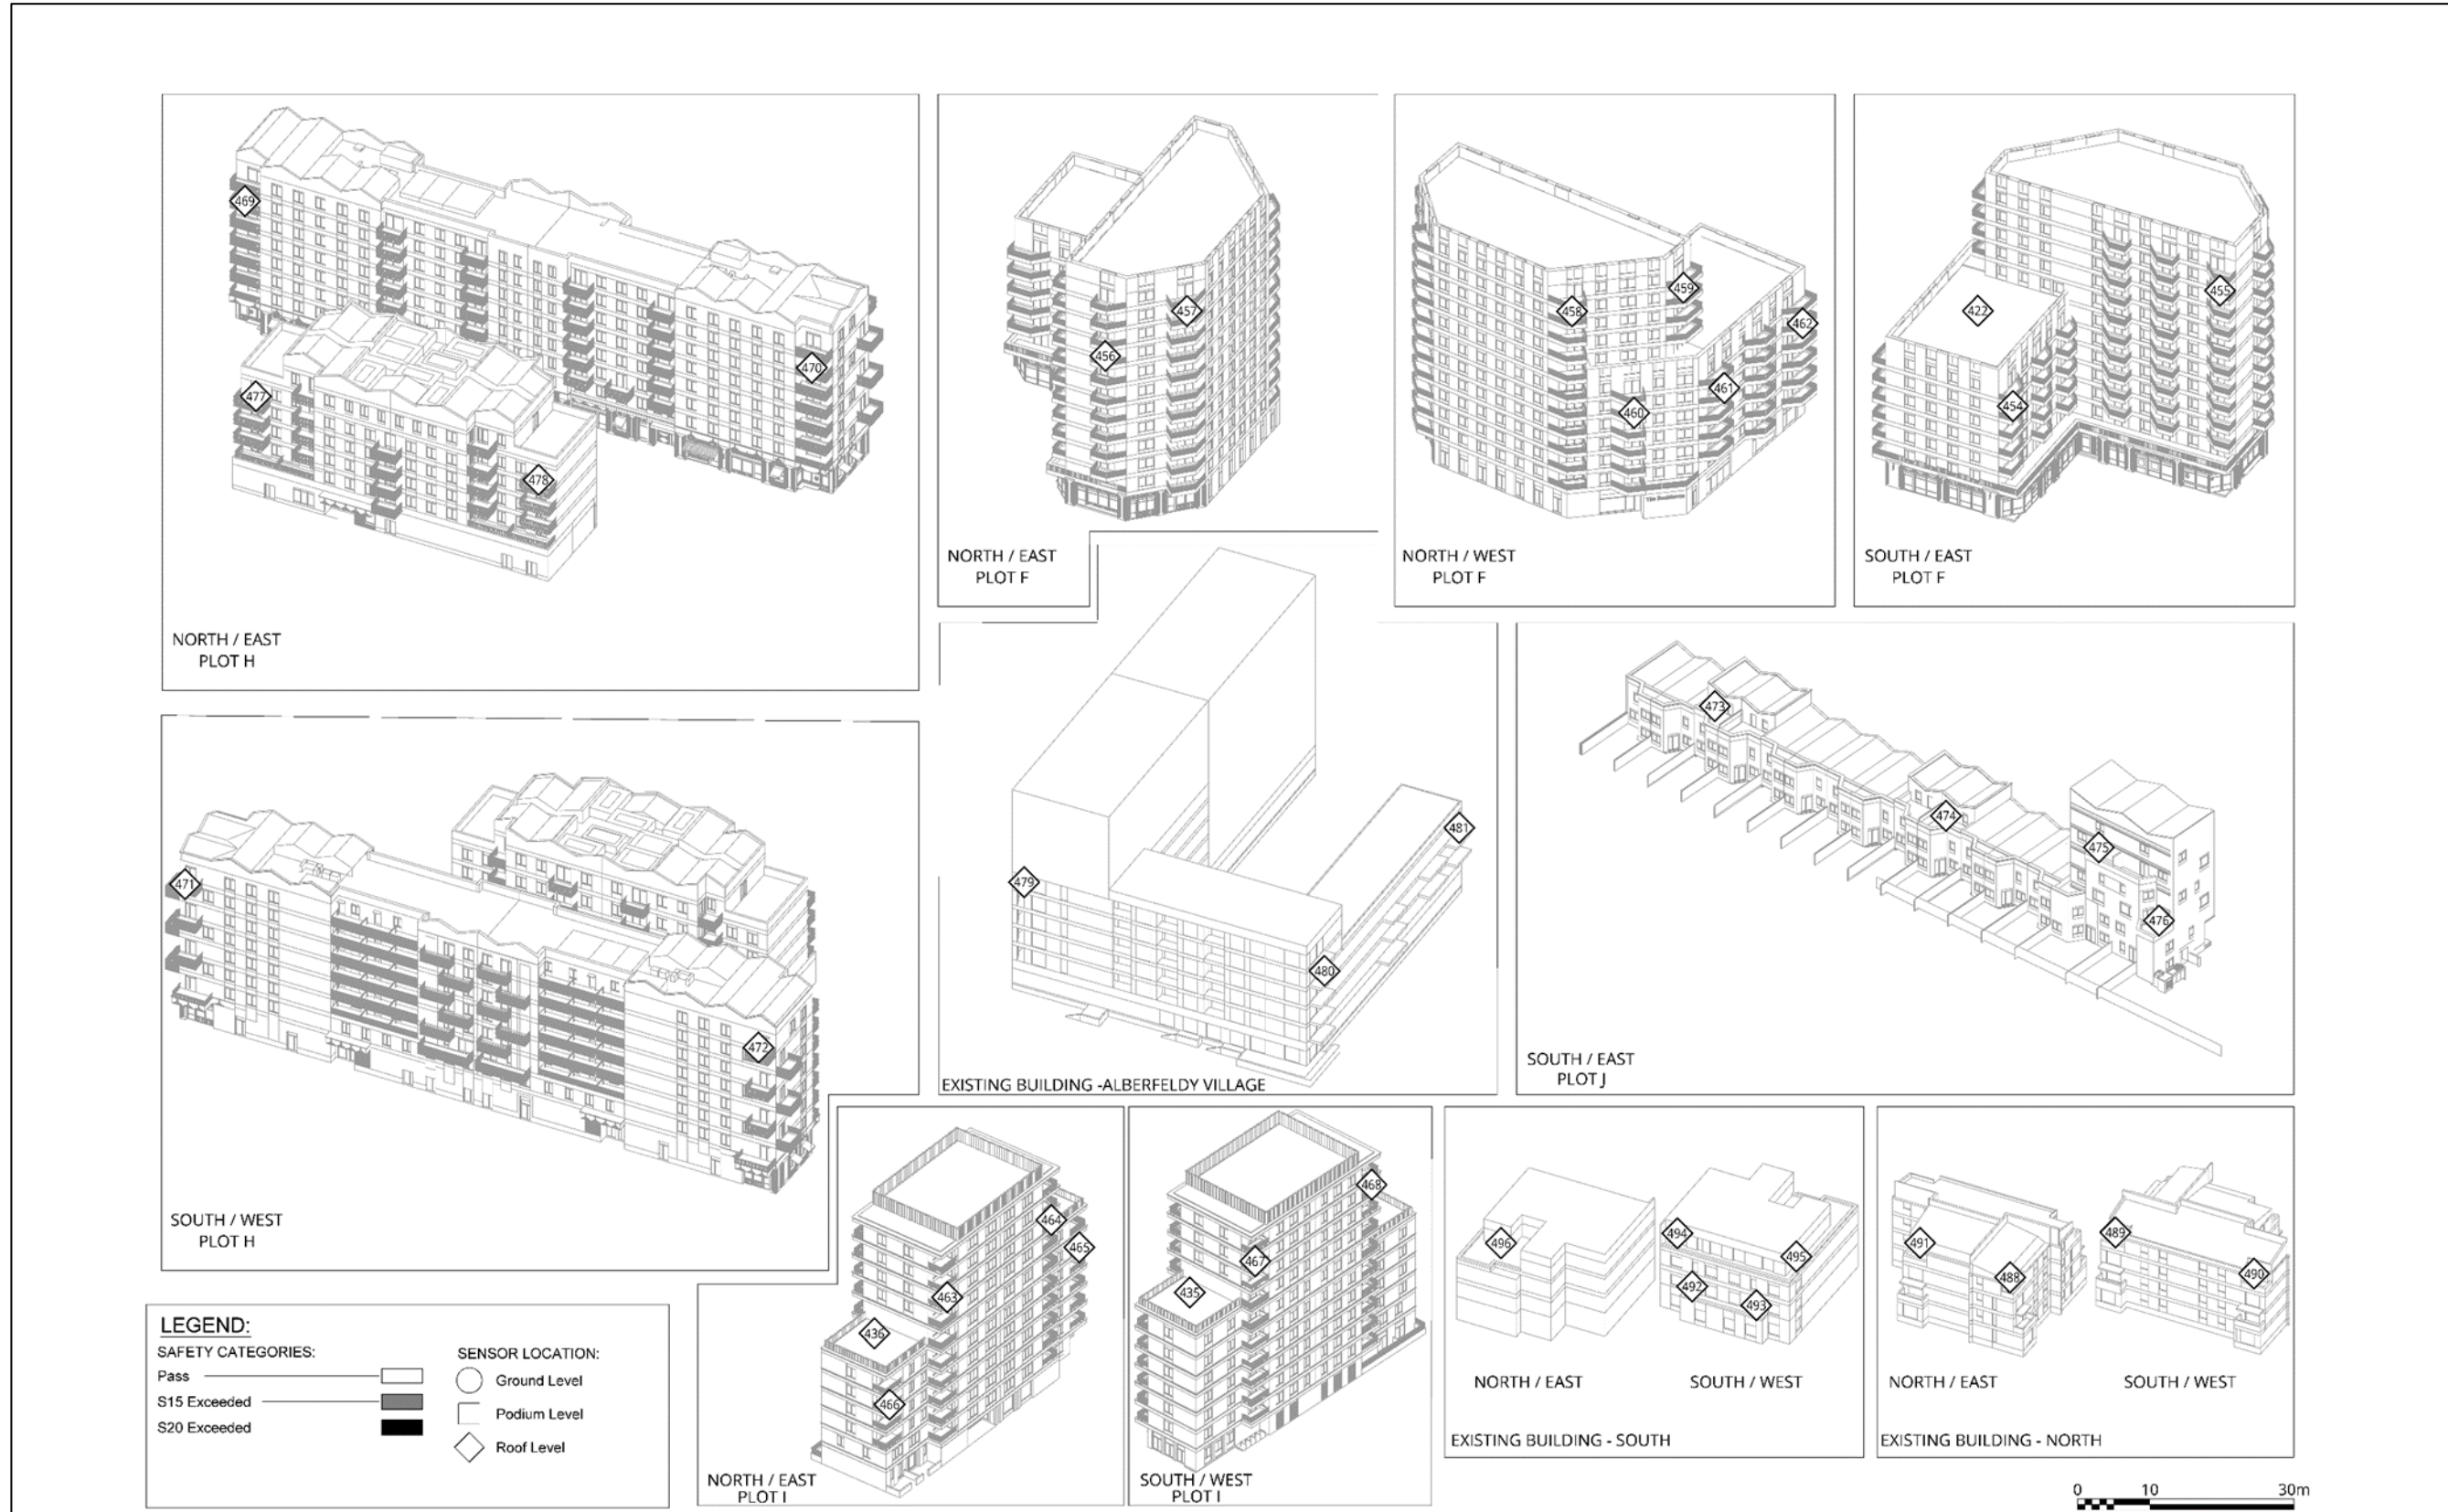 469
470
477
478
NORTH / EAST
PLOT H
457
456
NORTH / EAST
PLOT F
459
458
462
461
460
NORTH / WEST
PLOT F
455
422
454
SOUTH / EAST
PLOT F
471
472
SOUTH / WEST
PLOT H
481
479
480
EXISTING BUILDING -ALBERFELDY VILLAGE
473
474
475
476
SOUTH / EAST
PLOT J
464
465
463
436
466
NORTH / EAST
PLOT I
468
467
435
SOUTH / WEST
PLOT I
496
494
495
492
493
NORTH / EAST
SOUTH / WEST
EXISTING BUILDING - SOUTH
491
488
489
490
NORTH / EAST
SOUTH / WEST
EXISTING BUILDING - NORTH
LEGEND:
SAFETY CATEGORIES:
Pass
S15 Exceeded
S20 Exceeded
SENSOR LOCATION:
Ground Level
Podium Level
Roof Level
0 10 30m